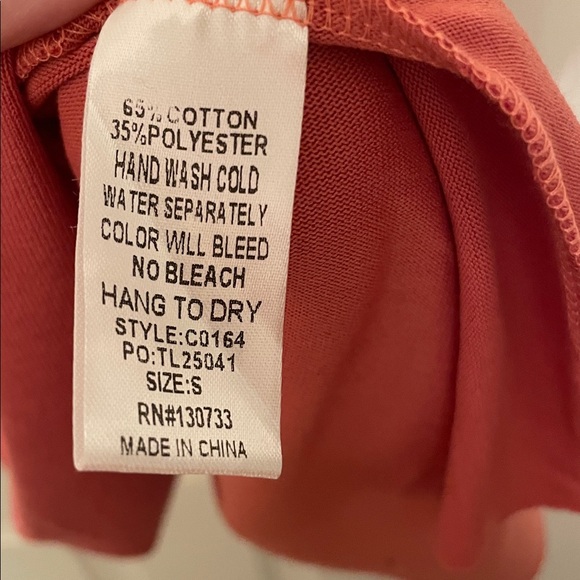 65% COTTON
35%POLYESTER
HAND WASH COLD
WATER SEPARATELY
COLOR WILL BLEED
NO BLEACH
HANG TO DRY
STYLE:C0164
PO:TL25041
SIZE:S
RN#130733
MADE IN CHINA